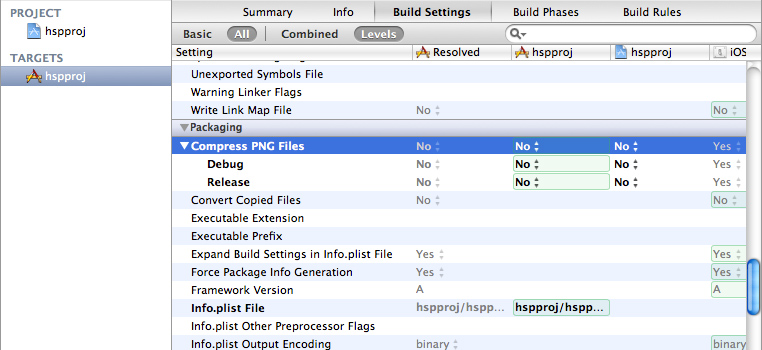 PROJECT
hspproj
TARGETS
hspproj
Summary Info Build Settings Build Phases Build Rules
Basic All Combined Levels
Setting Resolved hspproj hspproj iOS
Unexported Symbols File
Warning Linker Flags
Write Link Map File No No
Packaging
Compress PNG Files No No No Yes
Debug No No No Yes
Release No No No Yes
Convert Copied Files No No
Executable Extension
Executable Prefix
Expand Build Settings in Info.plist File Yes Yes
Force Package Info Generation Yes Yes
Framework Version A A
Info.plist File hspproj/hspp... hspproj/hspp...
Info.plist Other Preprocessor Flags
Info.plist Output Encoding binary binary